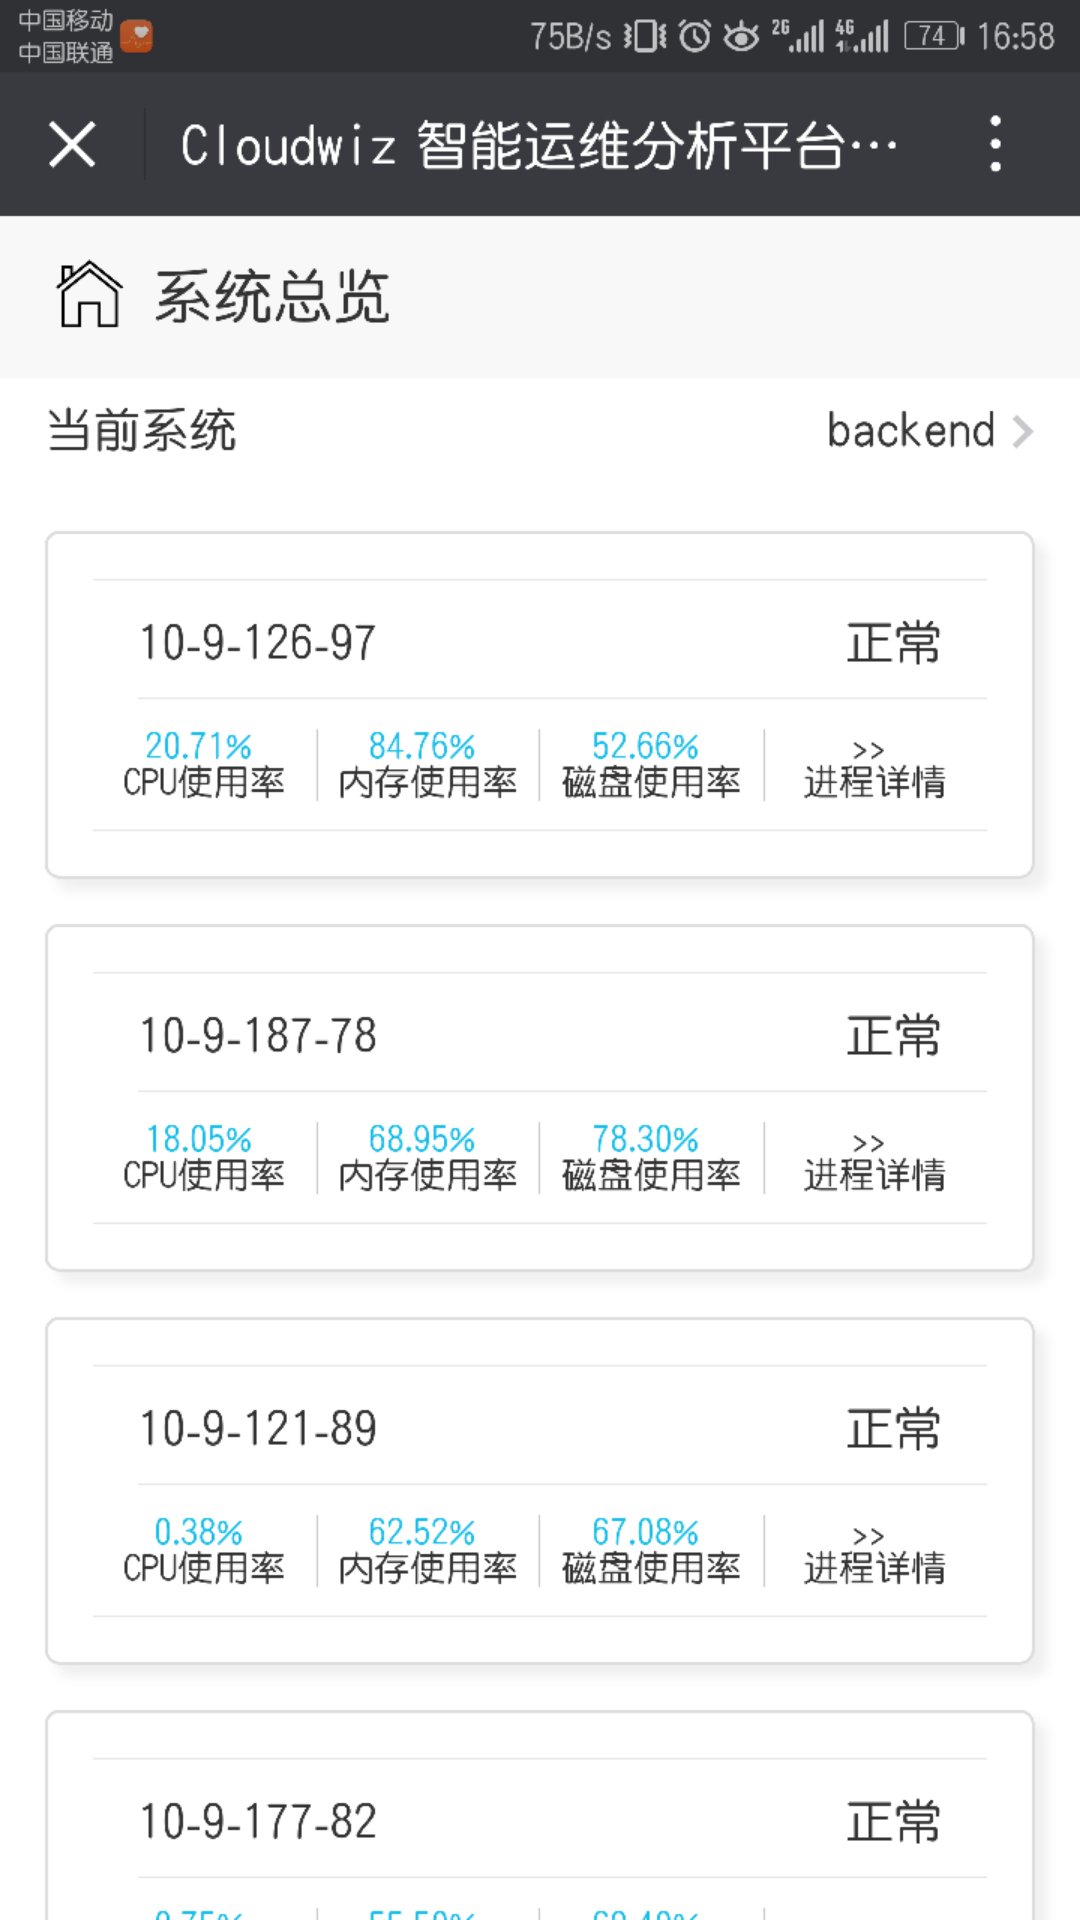 中国移动
中国联通
75B/s 2G 4G 74 16:58
Cloudwiz 智能运维分析平台…
系统总览
当前系统 backend
10-9-126-97 正常
20.71% 84.76% 52.66% >>
CPU使用率 内存使用率 磁盘使用率 进程详情
10-9-187-78 正常
18.05% 68.95% 78.30% >>
CPU使用率 内存使用率 磁盘使用率 进程详情
10-9-121-89 正常
0.38% 62.52% 67.08% >>
CPU使用率 内存使用率 磁盘使用率 进程详情
10-9-177-82 正常